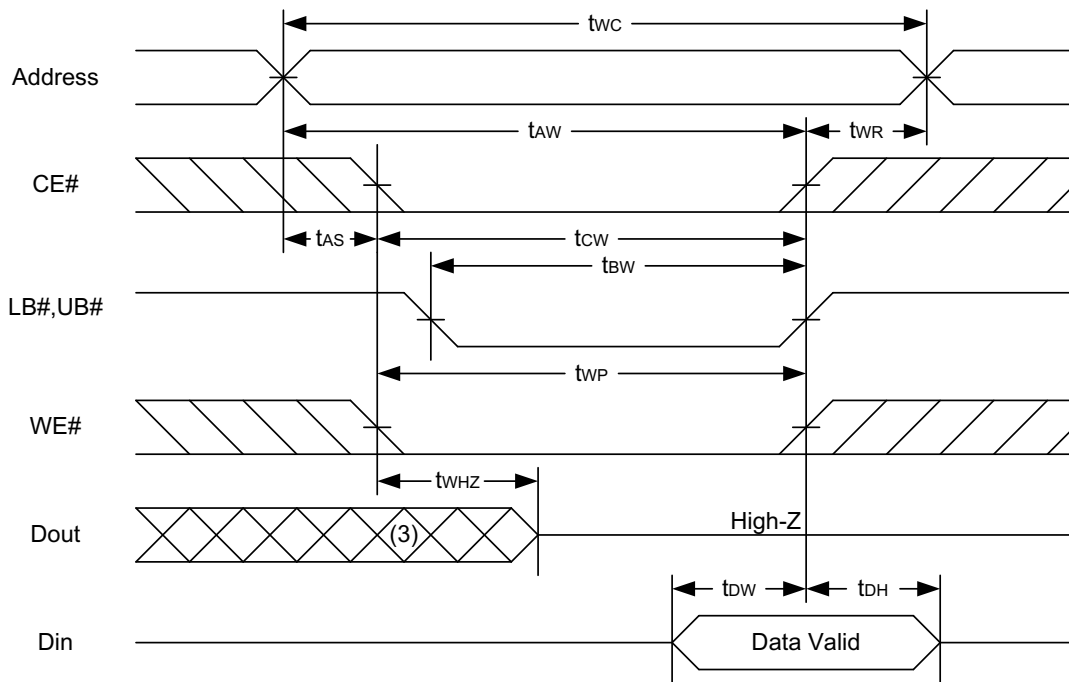 tWC
Address
tAW
tWR
CE#
tAS
tCW
tBW
LB#,UB#
tWP
WE#
tWHZ
Dout
(3)
High-Z
tDW
tDH
Din
Data Valid